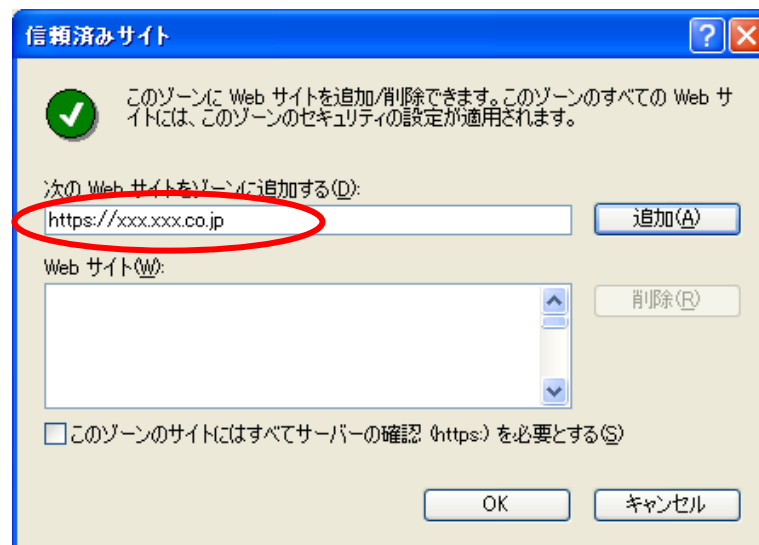 信頼済みサイト
このゾーンに Web サイトを追加/削除できます。このゾーンのすべての Web サ
イトには、このゾーンのセキュリティの設定が適用されます。
次の Web サイトをゾーンに追加する(D):
https://xxx.xxx.co.jp
追加(A)
Web サイト(W):
削除(R)
このゾーンのサイトにはすべてサーバーの確認 (https:) を必要とする(S)
OK
キャンセル